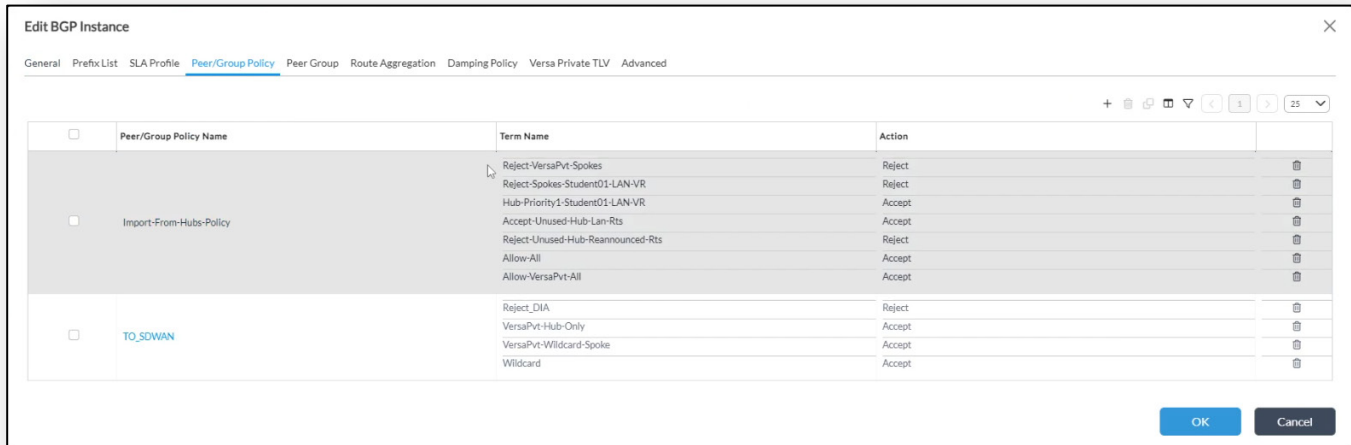 Edit BGP Instance
General Prefix List SLA Profile Peer/Group Policy Peer Group Route Aggregation Damping Policy Versa Private TLV Advanced
1 25
Peer/Group Policy Name Term Name Action
Reject-VersaPvt-Spokes Reject
Reject-Spokes-Student01-LAN-VR Reject
Hub-Priority1-Student01-LAN-VR Accept
Import-From-Hubs-Policy Accept-Unused-Hub-Lan-Rts Accept
Reject-Unused-Hub-Reannounced-Rts Reject
Allow-All Accept
Allow-VersaPvt-All Accept
Reject_DIA Reject
VersaPvt-Hub-Only Accept
TO_SDWAN VersaPvt-Wildcard-Spoke Accept
Wildcard Accept
OK Cancel